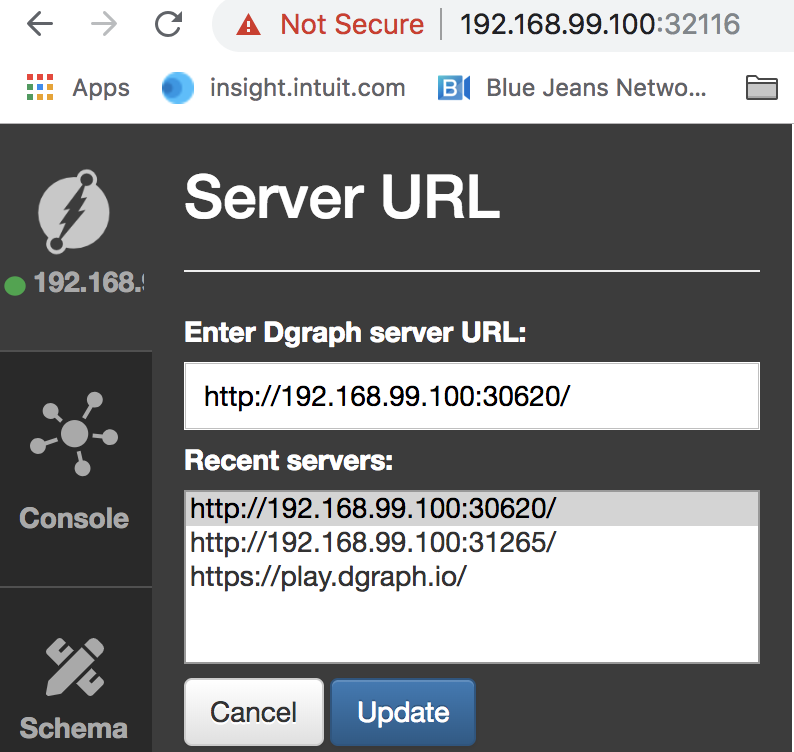 Not Secure 192.168.99.100:32116
Apps insight.intuit.com Blue Jeans Netwo...
Server URL
192.168.
Enter Dgraph server URL:
http://192.168.99.100:30620/
Recent servers:
http://192.168.99.100:30620/
http://192.168.99.100:31265/
https://play.dgraph.io/
Console
Schema
Cancel Update